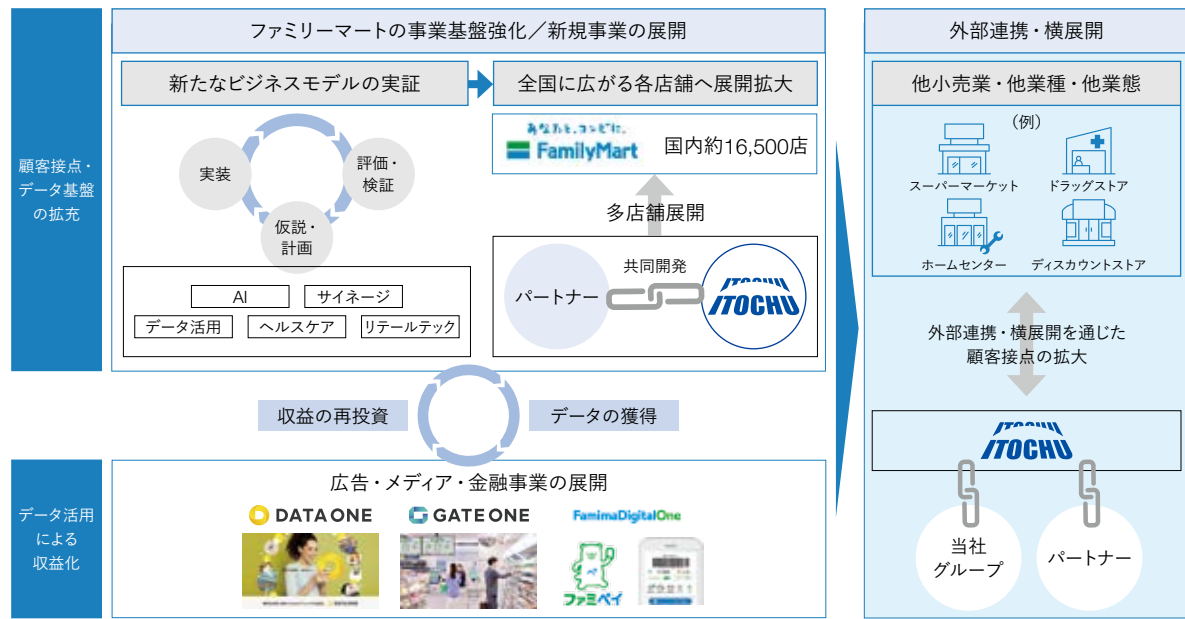 ファミリーマートの事業基盤強化／新規事業の展開
外部連携・横展開
新たなビジネスモデルの実証
全国に広がる各店舗へ展開拡大
他小売業・他業種・他業態
顧客接点・
データ基盤
の拡充
実装
評価・
検証
仮説・
計画
AI
サイネージ
データ活用
ヘルスケア
リテールテック
あなたと、コンビに、
FamilyMart
国内約16,500店
多店舗展開
パートナー
共同開発
ITOCHU
ITOCHU
（例）
スーパーマーケット
ドラッグストア
ホームセンター
ディスカウントストア
外部連携・横展開を通じた
顧客接点の拡大
収益の再投資
データの獲得
データ活用
による
収益化
広告・メディア・金融事業の展開
DATA ONE
GATE ONE
FamimaDigitalOne
ペイ
ファミペイ
ITOCHU
ITOCHU
当社
グループ
パートナー